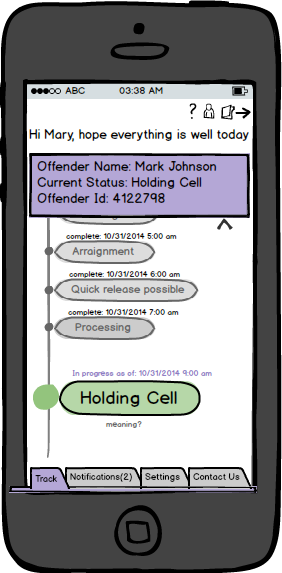 ABC 03:38 AM
?
Hi Mary, hope everything is well today
Offender Name: Mark Johnson
Current Status: Holding Cell
Offender Id: 4122798
complete: 10/31/2014 5:00 am
Arraignment
complete: 10/31/2014 6:00 am
Quick release possible
complete: 10/31/2014 7:00 am
Processing
In progress as of: 10/31/2014 9:00 am
Holding Cell
meaning?
Track Notifications(2) Settings Contact Us